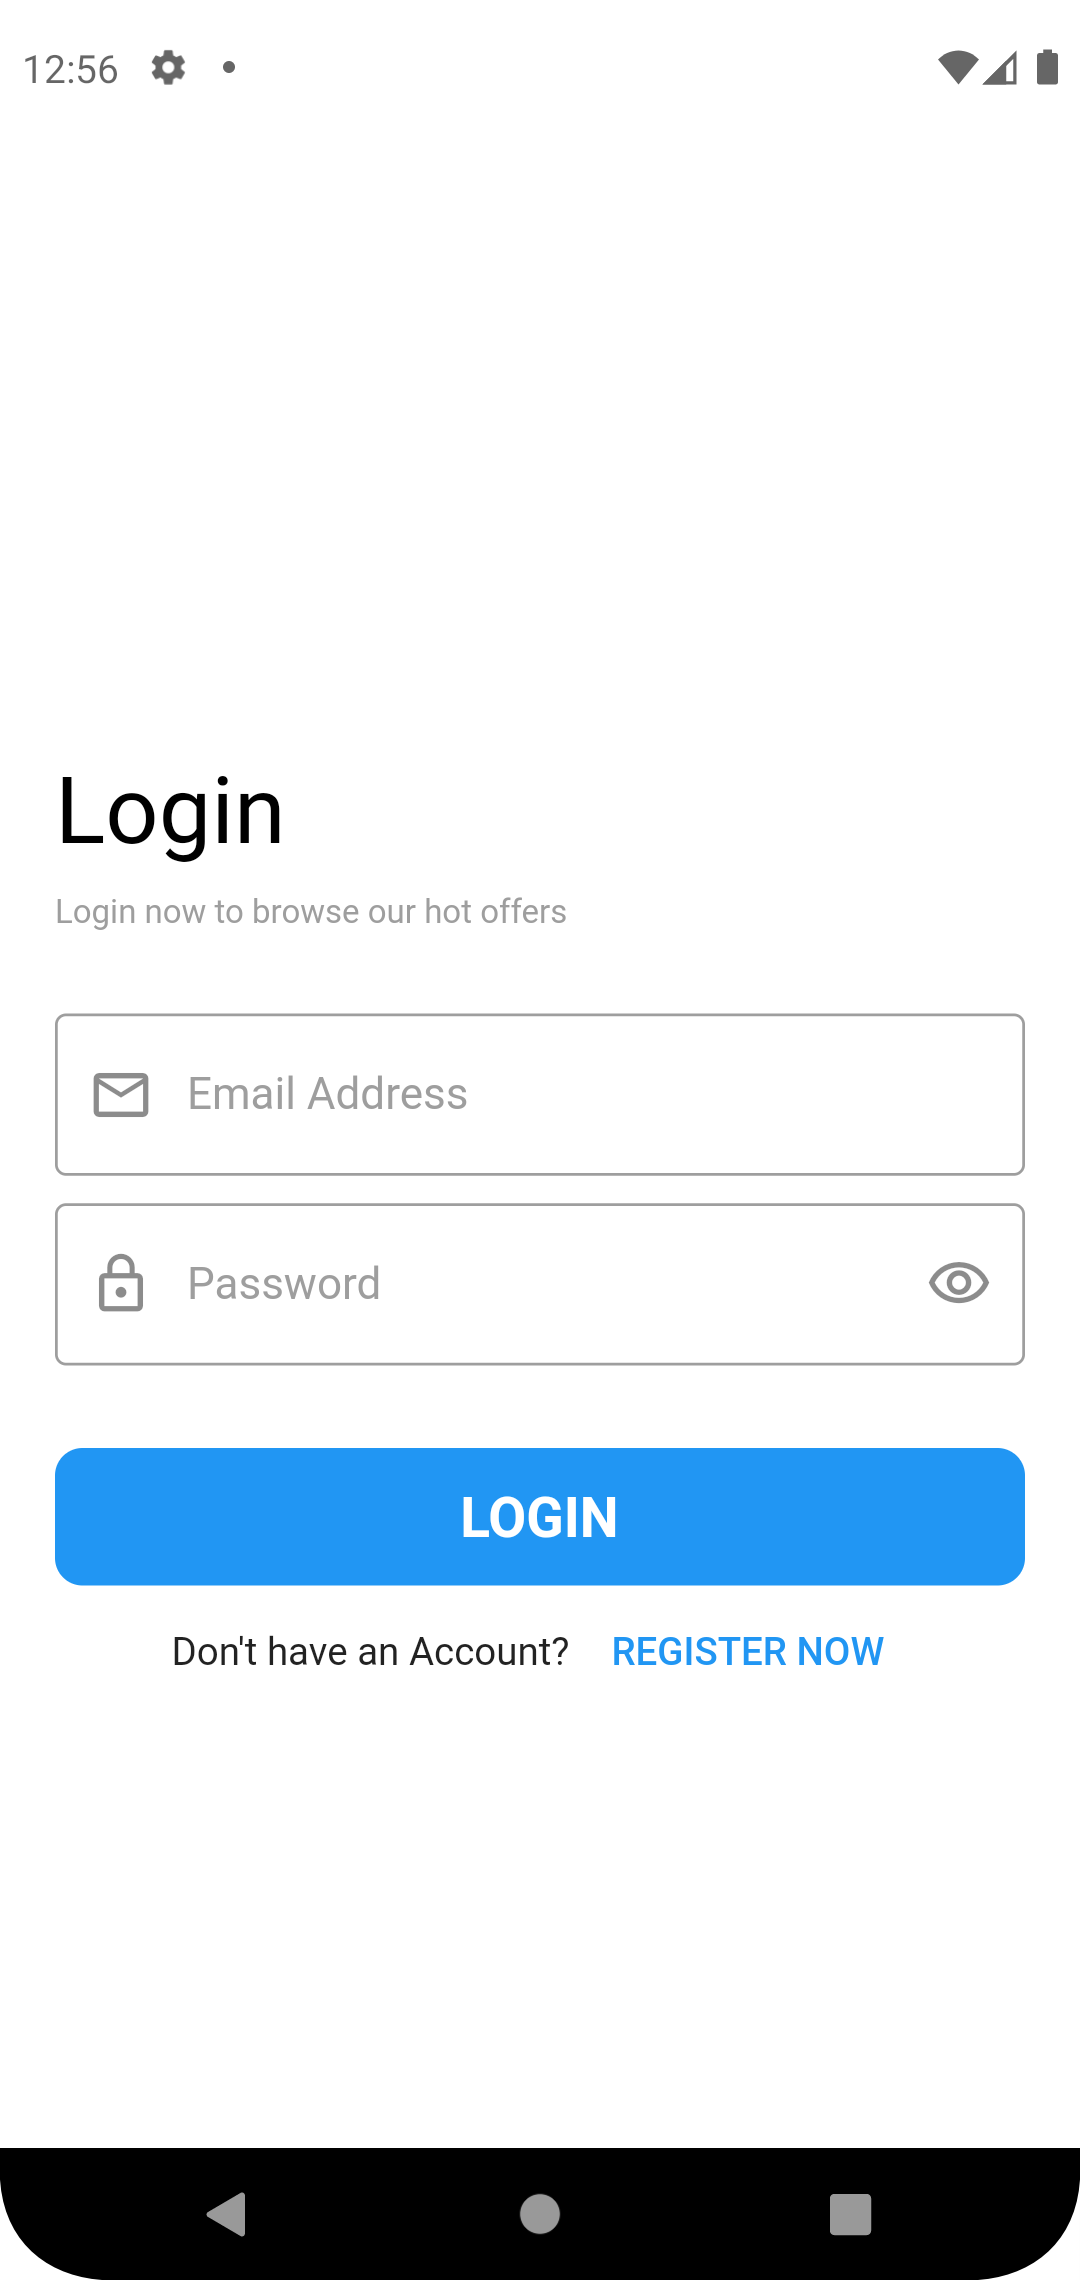 12:56
Login
Login now to browse our hot offers
Email Address
Password
LOGIN
Don't have an Account? REGISTER NOW